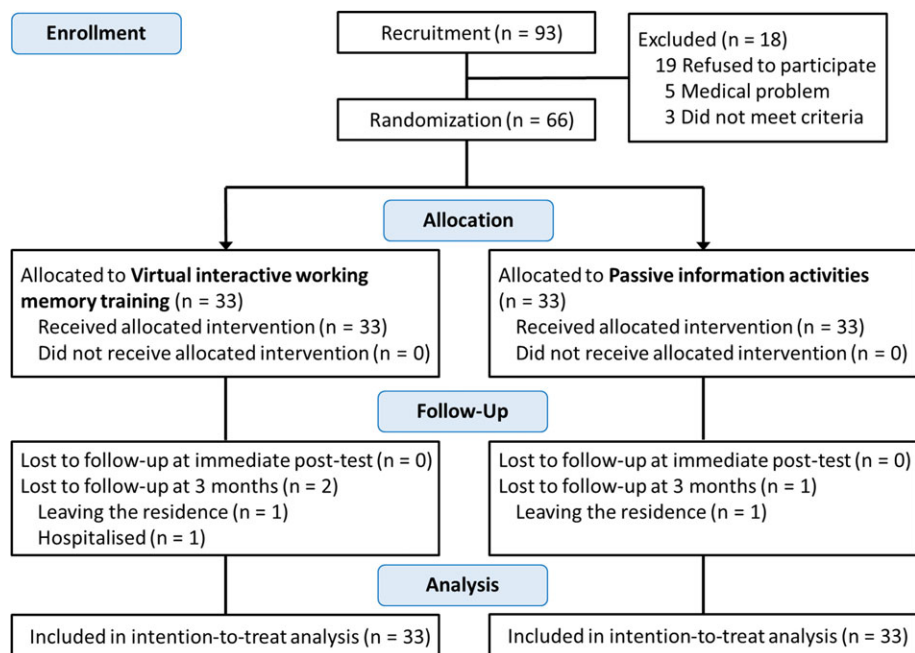 Enrollment
Recruitment (n = 93)
Excluded (n = 18)
19 Refused to participate
5 Medical problem
3 Did not meet criteria
Randomization (n = 66)
Allocation
Allocated to Virtual interactive working
memory training (n = 33)
Received allocated intervention (n = 33)
Did not receive allocated intervention (n = 0)
Allocated to Passive information activities
(n = 33)
Received allocated intervention (n = 33)
Did not receive allocated intervention (n = 0)
Follow-Up
Lost to follow-up at immediate post-test (n = 0)
Lost to follow-up at 3 months (n = 2)
Leaving the residence (n = 1)
Hospitalised (n = 1)
Lost to follow-up at immediate post-test (n = 0)
Lost to follow-up at 3 months (n = 1)
Leaving the residence (n = 1)
Analysis
Included in intention-to-treat analysis (n = 33)
Included in intention-to-treat analysis (n = 33)